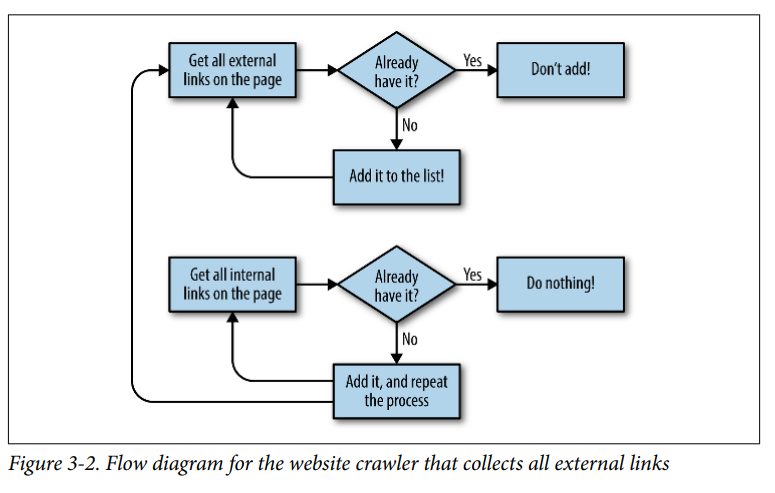 Get all external
links on the page
Already
have it?
Yes
Don't add!
No
Add it to the list!
Get all internal
links on the page
Already
have it?
Yes
Do nothing!
No
Add it, and repeat
the process
Figure 3-2. Flow diagram for the website crawler that collects all external links